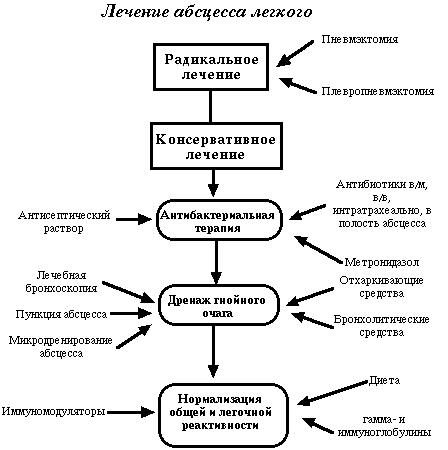 Лечение абсцесса легкого
Радикальное
лечение
Пневмэктомия
Плевропневмэктомия
Консервативное
лечение
Антисептический
раствор
Антибактериальная
терапия
Антибиотики в/м,
в/в,
интратрахеально, в
полость абсцесса
Метронидазол
Лечебная
бронхоскопия
Пункция абсцесса
Микродренирование
абсцесса
Дренаж гнойного
очага
Отхаркивающие
средства
Бронхолитические
средства
Иммуномодуляторы
Нормализация
общей и легочной
реактивности
Диета
гамма- и
иммуноглобулины